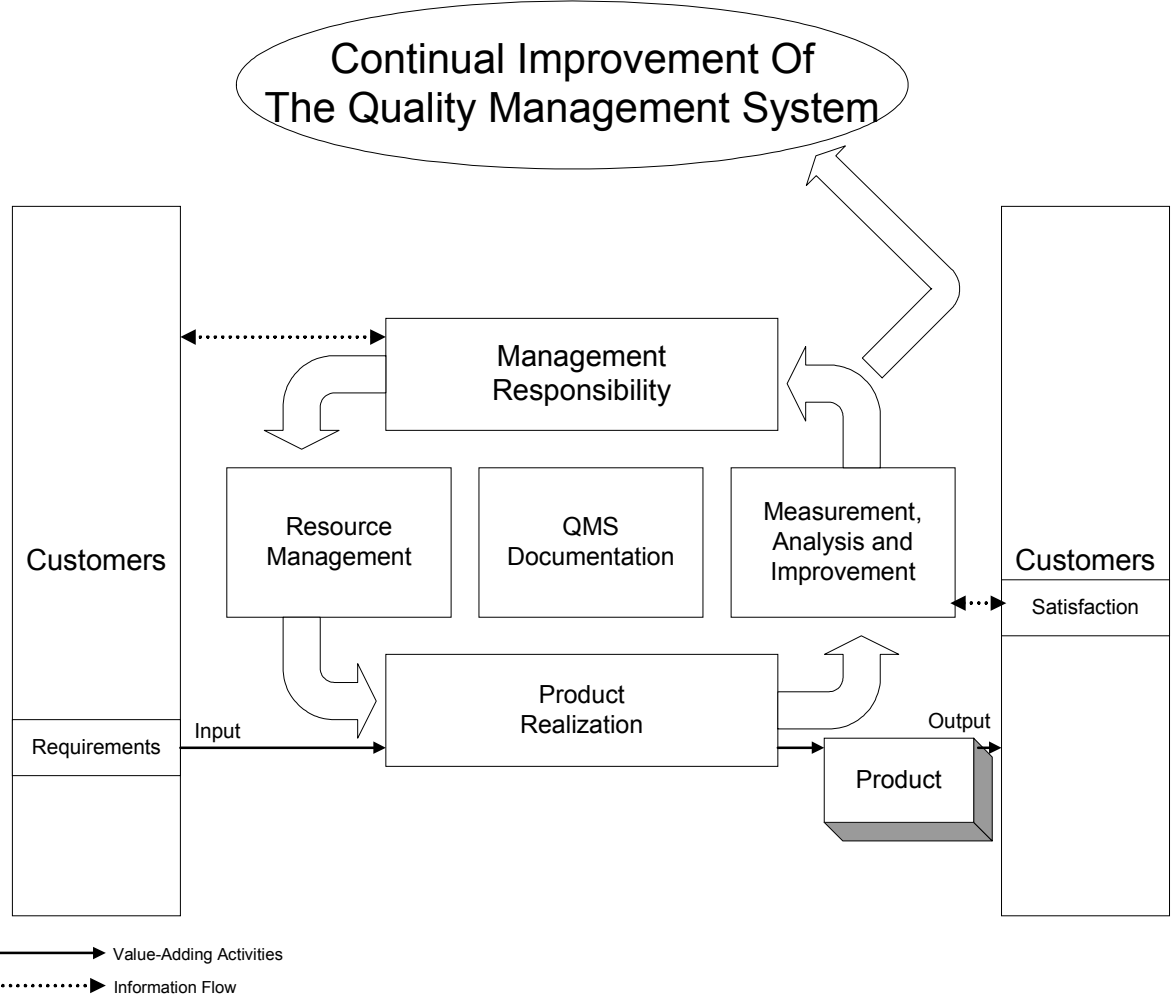 Continual Improvement Of
The Quality Management System
Management
Responsibility
Resource
Management
QMS
Documentation
Measurement,
Analysis and
Improvement
Customers
Customers
Satisfaction
Product
Realization
Requirements
Input
Output
Product
Value-Adding Activities
Information Flow